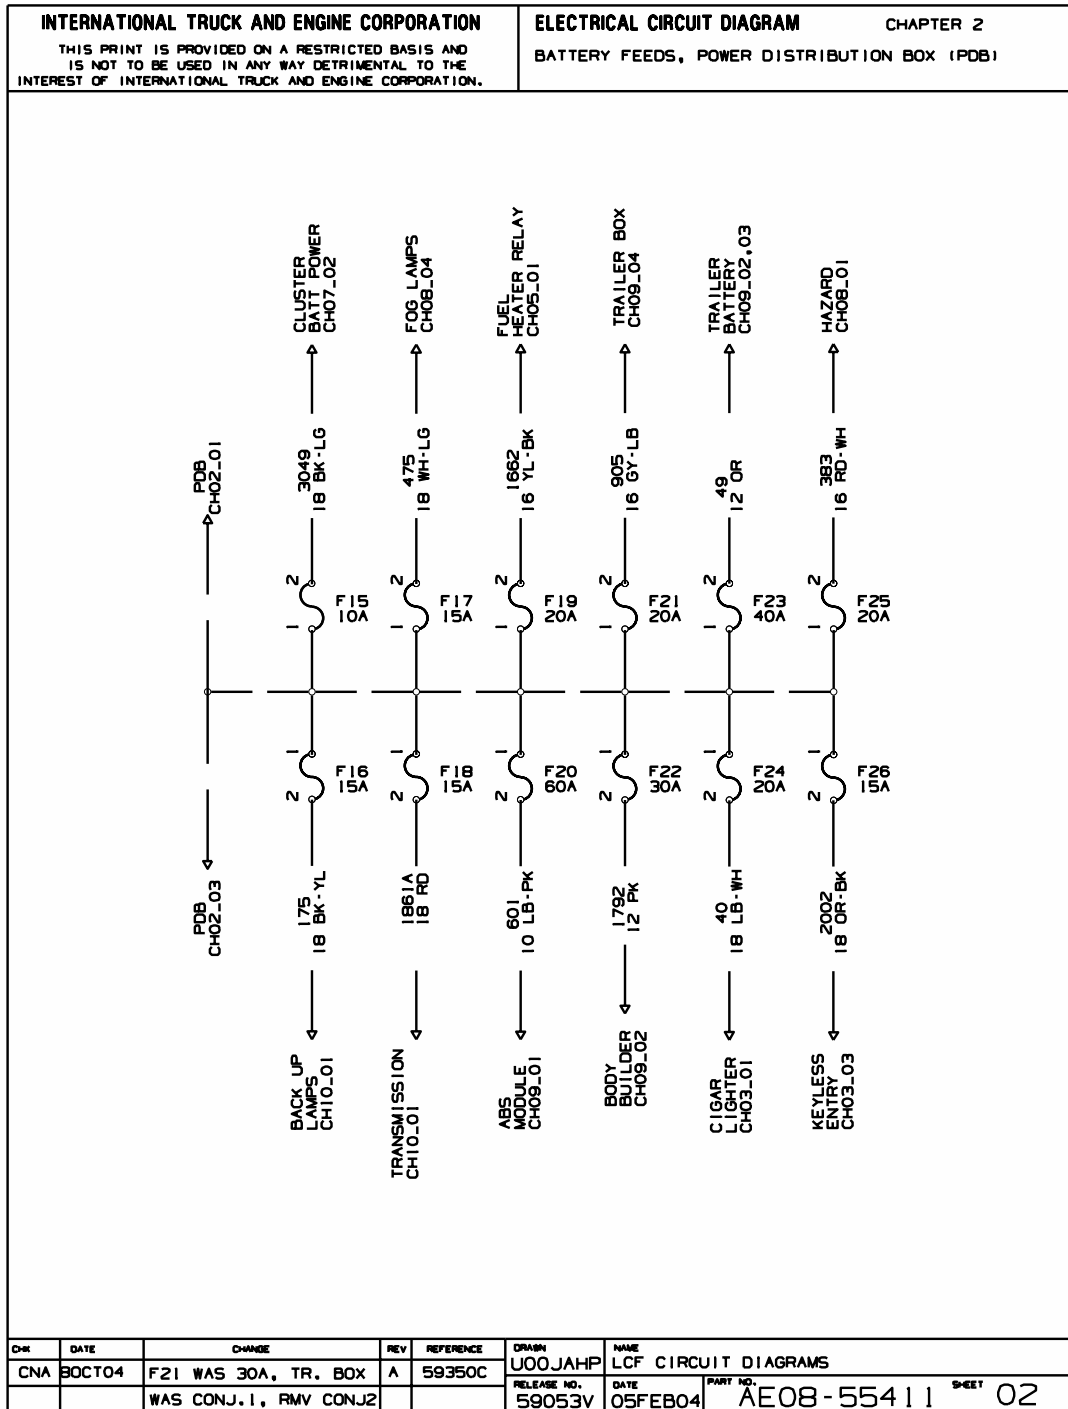 INTERNATIONAL TRUCK AND ENGINE CORPORATION
THIS PRINT IS PROVIDED ON A RESTRICTED BASIS AND
IS NOT TO BE USED IN ANY WAY DETRIMENTAL TO THE
INTEREST OF INTERNATIONAL TRUCK AND ENGINE CORPORATION.
ELECTRICAL CIRCUIT DIAGRAM CHAPTER 2
BATTERY FEEDS, POWER DISTRIBUTION BOX (PDB)
CLUSTER
BATT POWER
CH07_02
FOG LAMPS
CH08_04
FUEL
HEATER RELAY
CH05_01
TRAILER BOX
CH09_04
TRAILER
BATTERY
CH09_02,03
HAZARD
CH08_01
PDB
CH02_01
3049
18 BK-LG
475
18 WH-LG
1662
16 YL-BK
905
16 GY-LB
49
12 OR
383
16 RD-WH
2 2 2 2 2 2
F15
10A
F17
15A
F19
20A
F21
20A
F23
40A
F25
20A
1 1 1 1 1 1
1 1 1 1 1 1
F16
15A
F18
15A
F20
60A
F22
30A
F24
20A
F26
15A
2 2 2 2 2 2
PDB
CH02_03
175
18 BK-YL
1861A
18 RD
601
10 LB-PK
1792
12 PK
40
18 LB-WH
2002
18 OR-BK
BACK UP
LAMPS
CH10_01
TRANSMISSION
CH10_01
ABS
MODULE
CH09_01
BODY
BUILDER
CH09_02
CIGAR
LIGHTER
CH03_01
KEYLESS
ENTRY
CH03_03
CHK DATE CHANGE REV REFERENCE
CNA 8OCT04 F21 WAS 30A, TR. BOX A 59350C
WAS CONJ.1, RMV CONJ2
DRAWN
U00JAHP
NAME
LCF CIRCUIT DIAGRAMS
RELEASE NO.
59053V
DATE
05FEB04
PART NO.
AE08-55411
SHEET 02